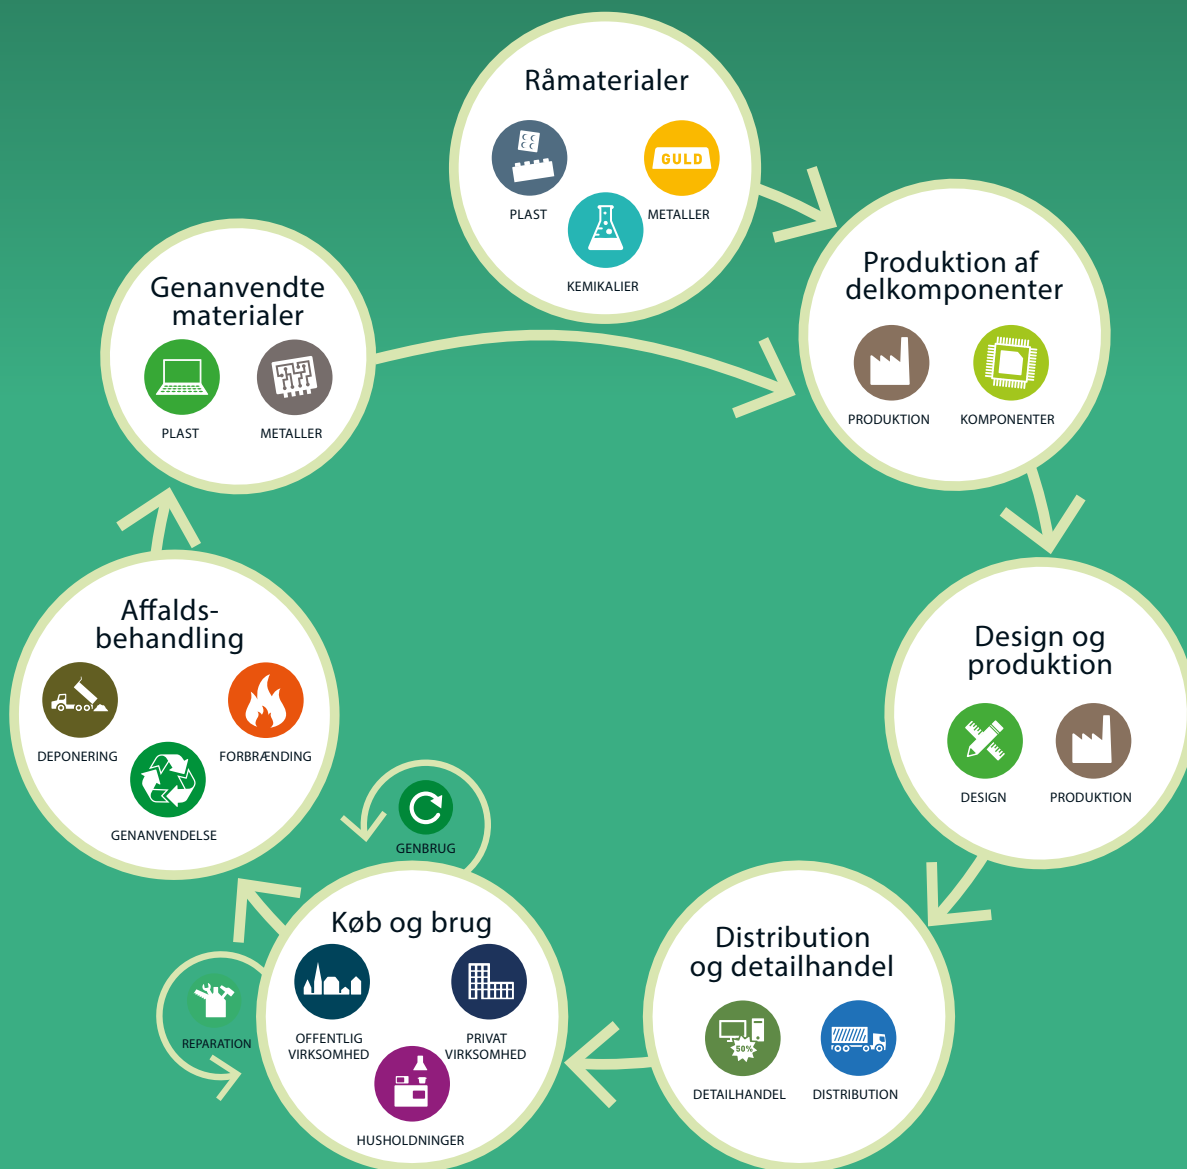 Råmaterialer
GULD
PLAST
METALLER
KEMIKALIER
Produktion af
delkomponenter
PRODUKTION
KOMPONENTER
Design og
produktion
DESIGN
PRODUKTION
Distribution
og detailhandel
50%
DETAILHANDEL
DISTRIBUTION
Køb og brug
OFFENTLIG
VIRKSOMHED
PRIVAT
VIRKSOMHED
HUSHOLDNINGER
GENBRUG
REPARATION
Affalds-
behandling
DEPONERING
FORBRÆNDING
GENANVENDELSE
Genanvendte
materialer
PLAST
METALLER